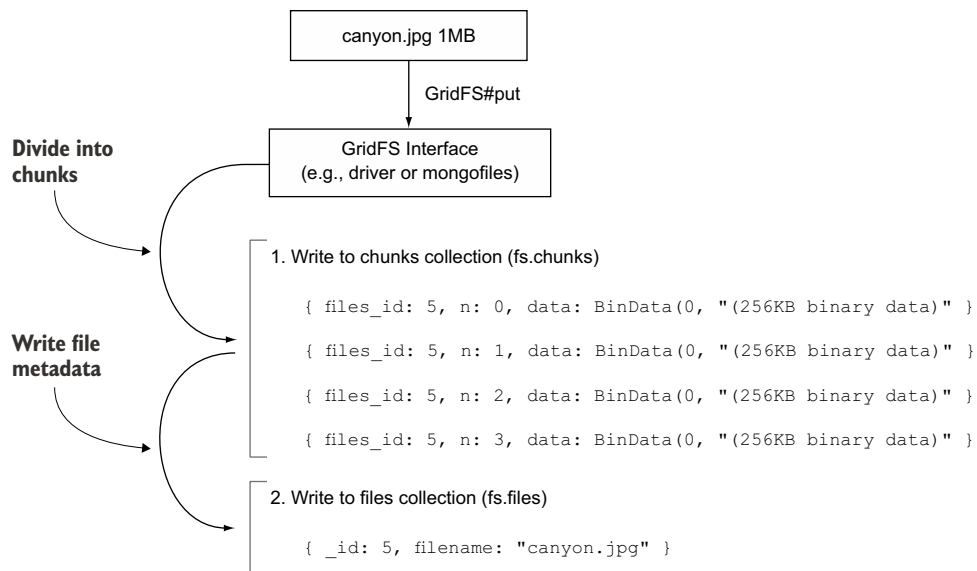 canyon.jpg 1MB
GridFS#put
GridFS Interface
(e.g., driver or mongofiles)
Divide into
chunks
1. Write to chunks collection (fs.chunks)
{ files_id: 5, n: 0, data: BinData(0, "(256KB binary data)" }
{ files_id: 5, n: 1, data: BinData(0, "(256KB binary data)" }
{ files_id: 5, n: 2, data: BinData(0, "(256KB binary data)" }
{ files_id: 5, n: 3, data: BinData(0, "(256KB binary data)" }
Write file
metadata
2. Write to files collection (fs.files)
{ _id: 5, filename: "canyon.jpg" }